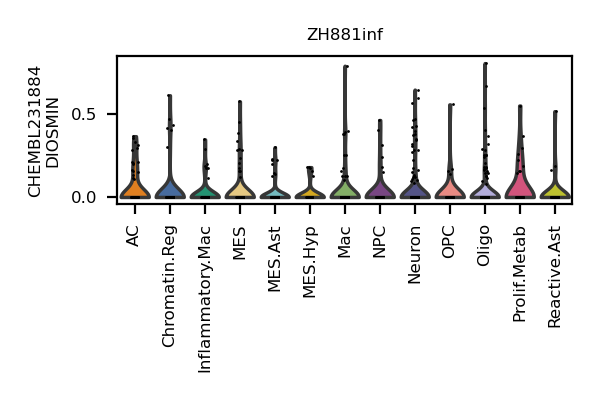 ZH881inf
CHEMBL231884
DIOSMIN
0.5
0.0
AC
Chromatin.Reg
Inflammatory.Mac
MES
MES.Ast
MES.Hyp
Mac
NPC
Neuron
OPC
Oligo
Prolif.Metab
Reactive.Ast